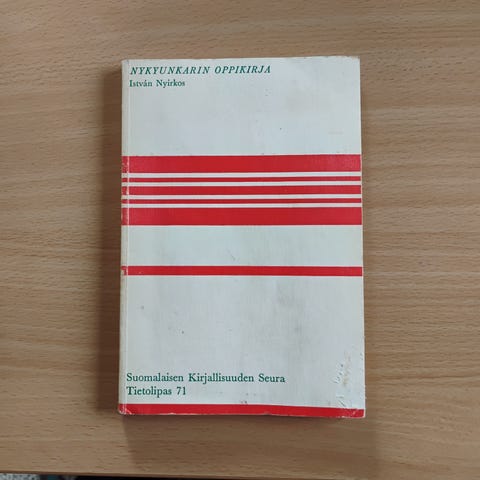 NYKYUNKARIN OPPIKIRJA
István Nyirkos
Suomalaisen Kirjallisuuden Seura
Tietolipas 71